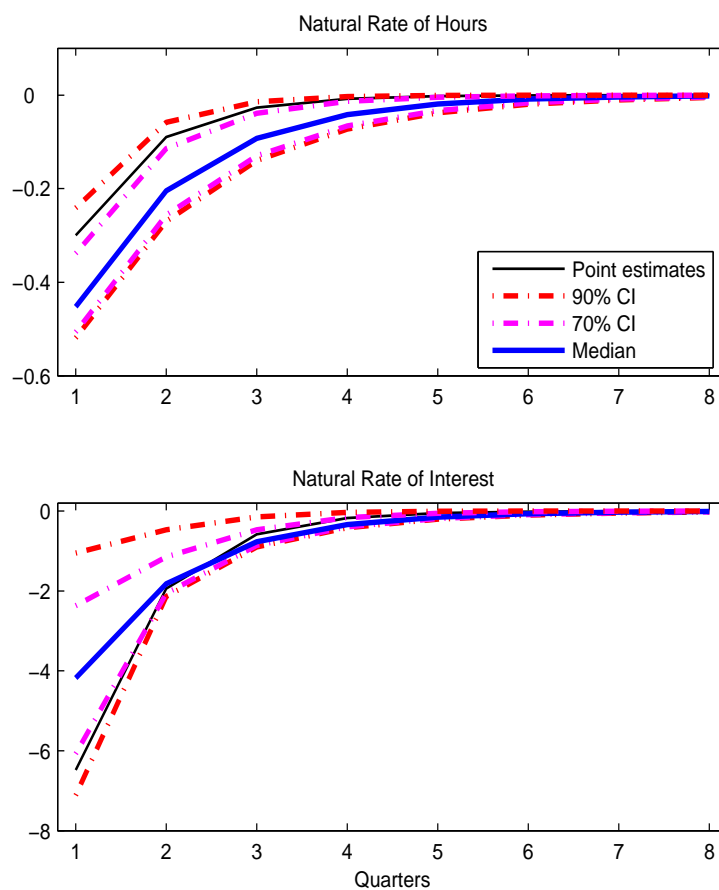 Natural Rate of Hours
0
−0.2
−0.4
−0.6
Point estimates
90% CI
70% CI
Median
1 2 3 4 5 6 7 8
Natural Rate of Interest
0
−2
−4
−6
−8
1 2 3 4 5 6 7 8
Quarters